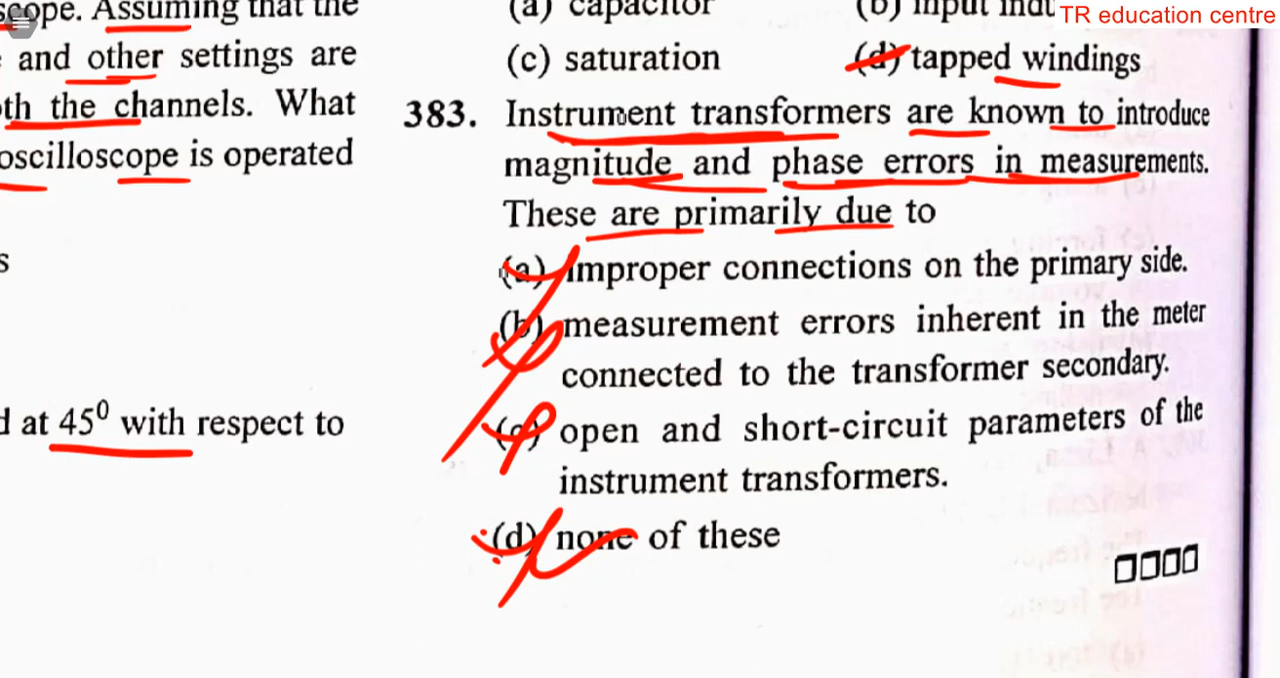 TR education centre
scope. Assuming that the
and other settings are
th the channels. What
oscilloscope is operated
s
d at 45⁰ with respect to
(a) capacitor
(b) input
(c) saturation
(d) tapped windings
383. Instrument transformers are known to introduce
magnitude and phase errors in measurements.
These are primarily due to
(a) improper connections on the primary side.
(b) measurement errors inherent in the meter
connected to the transformer secondary.
(c) open and short-circuit parameters of the
instrument transformers.
(d) none of these